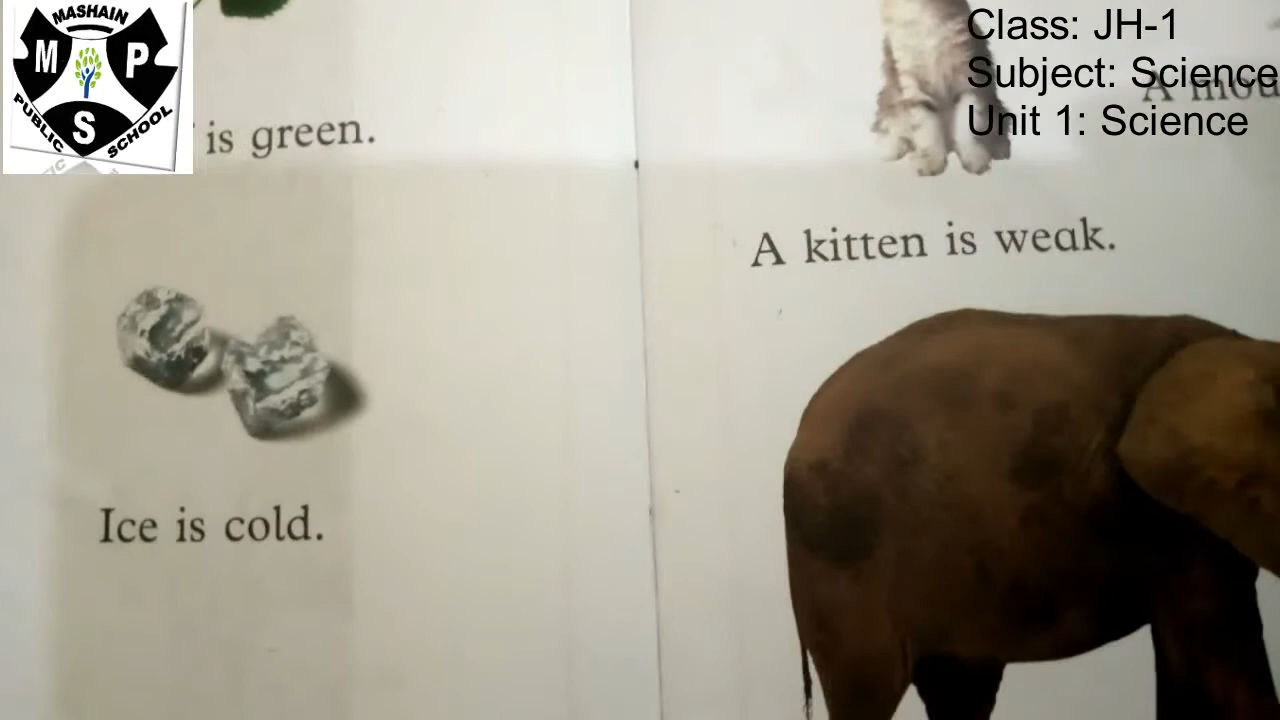 MASHAIN
M P
S
PUBLIC SCHOOL
is green.
Ice is cold.
Class: JH-1
Subject: Science
Unit 1: Science
A
A kitten is weak.